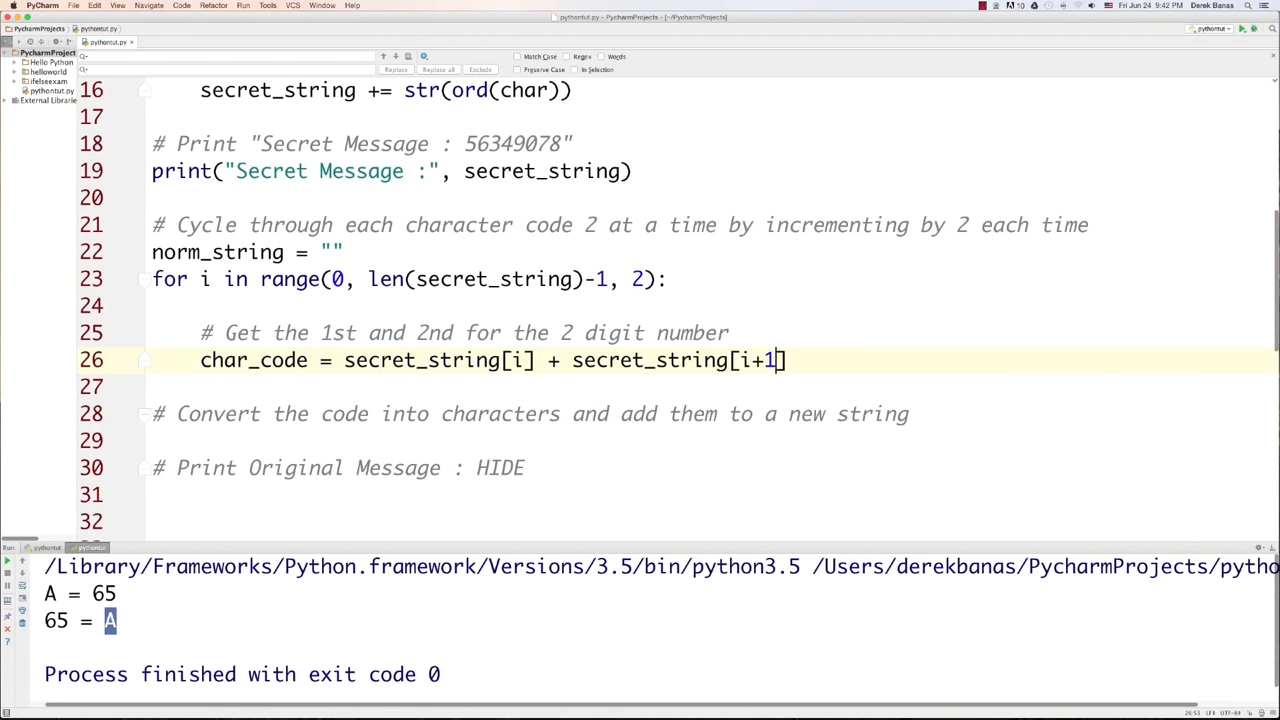 PyCharm File Edit View Navigate Code Refactor Run Tools VCS Window Help 10 Fri Jun 24 9:42 PM Derek Banas
pythontut.py - PycharmProjects - [~/PycharmProjects]
PycharmProjects pythontut.py pythontut
pythontut.py
PycharmProject
Hello Python
helloworld
ifelseexam
pythontut.py
External Librarie
Match Case Regex Words
Replace Replace all Exclude Preserve Case In Selection
16 secret_string += str(ord(char))
17
18 # Print "Secret Message : 56349078"
19 print("Secret Message :", secret_string)
20
21 # Cycle through each character code 2 at a time by incrementing by 2 each time
22 norm_string = ""
23 for i in range(0, len(secret_string)-1, 2):
24
25 # Get the 1st and 2nd for the 2 digit number
26 char_code = secret_string[i] + secret_string[i+1]
27
28 # Convert the code into characters and add them to a new string
29
30 # Print Original Message : HIDE
31
32
Run: pythontut pythontut
/Library/Frameworks/Python.framework/Versions/3.5/bin/python3.5 /Users/derekbanas/PycharmProjects/pytho
A = 65
65 = A
Process finished with exit code 0
26:53 LF UTF-8